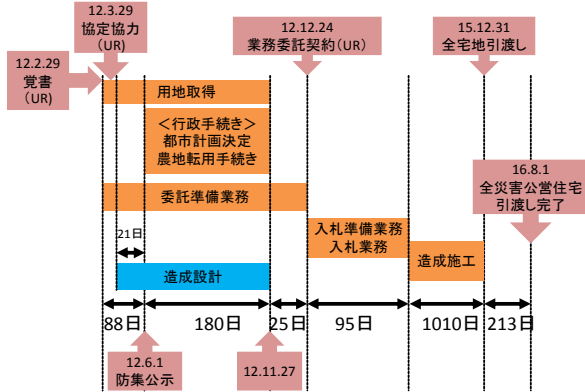 12.3.29
協定協力
(UR)
12.12.24
業務委託契約(UR)
15.12.31
全宅地引渡し
12.2.29
覚書
(UR)
用地取得
＜行政手続き＞
都市計画決定
農地転用手続き
委託準備業務
16.8.1
全災害公営住宅
引渡し完了
入札準備業務
入札業務
造成施工
21日
造成設計
88日
180日
25日
95日
1010日
213日
12.6.1
防集公示
12.11.27